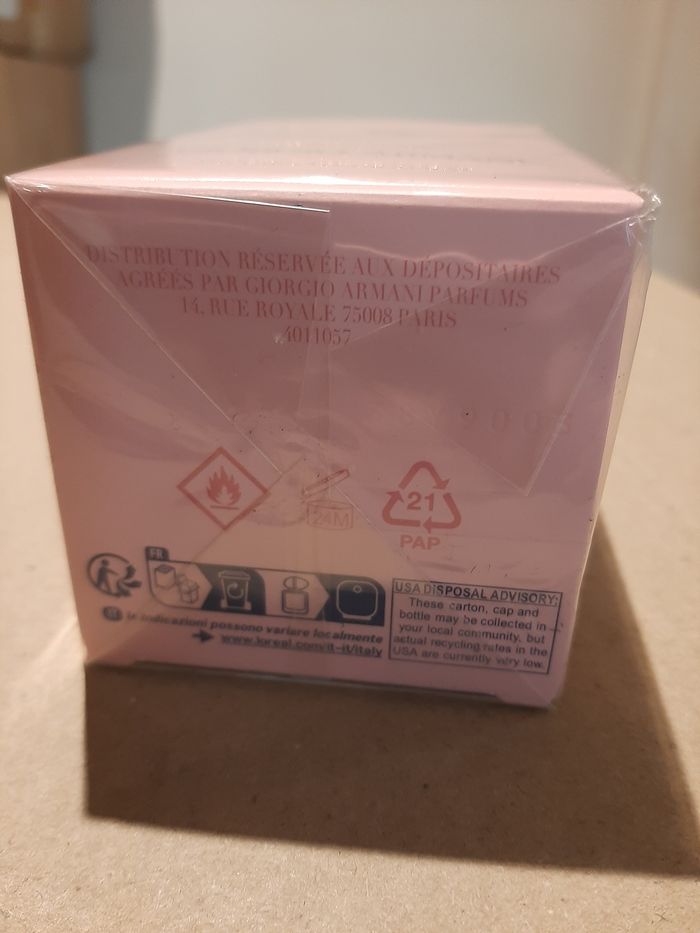 DISTRIBUTION RÉSERVÉE AUX DÉPOSITAIRES
AGRÉÉS PAR GIORGIO ARMANI PARFUMS
14, RUE ROYALE 75008 PARIS
4011057
24M
21
PAP
FR
le indicazioni possono variare localmente
www.loreal.com/it-it/italy
USA DISPOSAL ADVISORY:
These carton, cap and
bottle may be collected in
your local community, but
actual recycling rates in the
USA are currently very low.